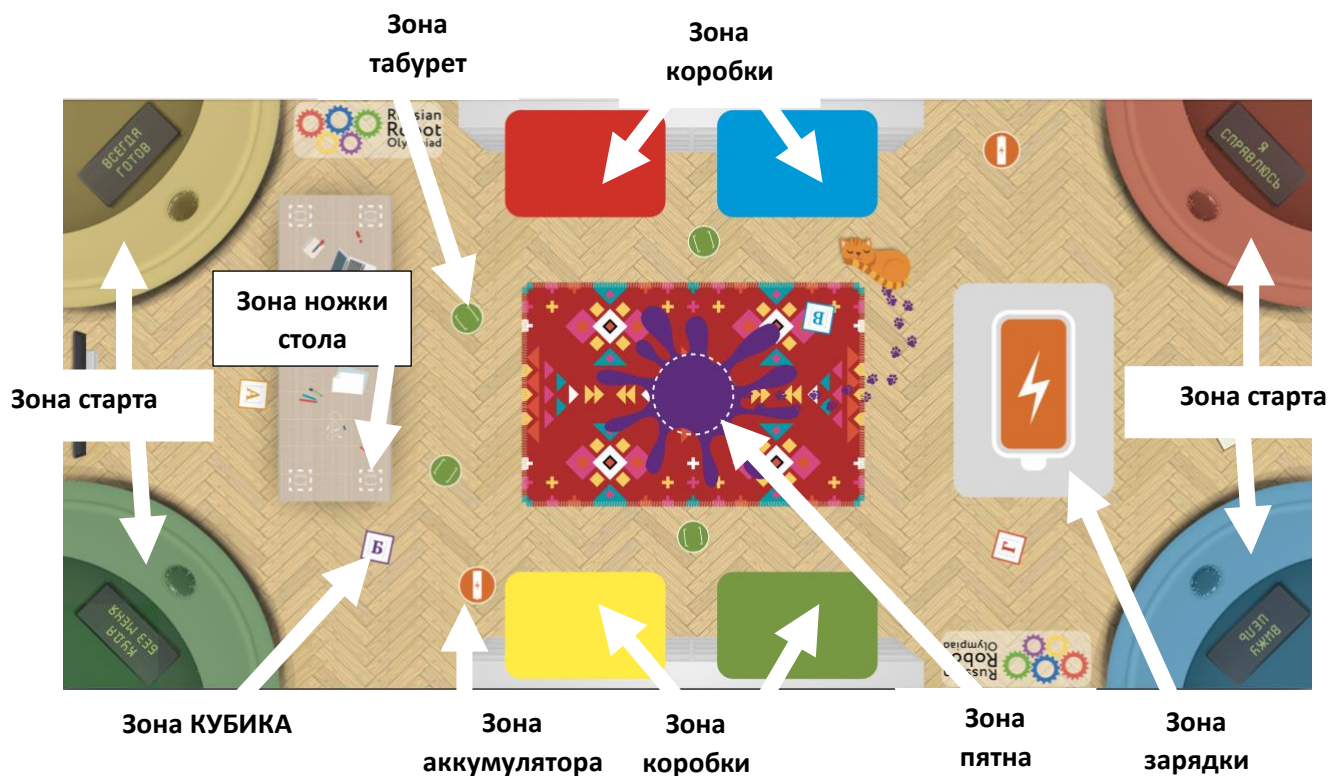 Зона
табурет
Зона
коробки
Russian
Robot
Olympiad
ВСЕГДА
ГОТОВ
Я
СПРАВЛЮСЬ
Зона ножки
стола
В
Зона старта
А
Зона старта
Б
Г
КУДА
БЕЗ МЕНЯ
ВИЖУ
ЦЕЛЬ
Russian
Robot
Olympiad
Зона КУБИКА
Зона
аккумулятора
Зона
коробки
Зона
пятна
Зона
зарядки